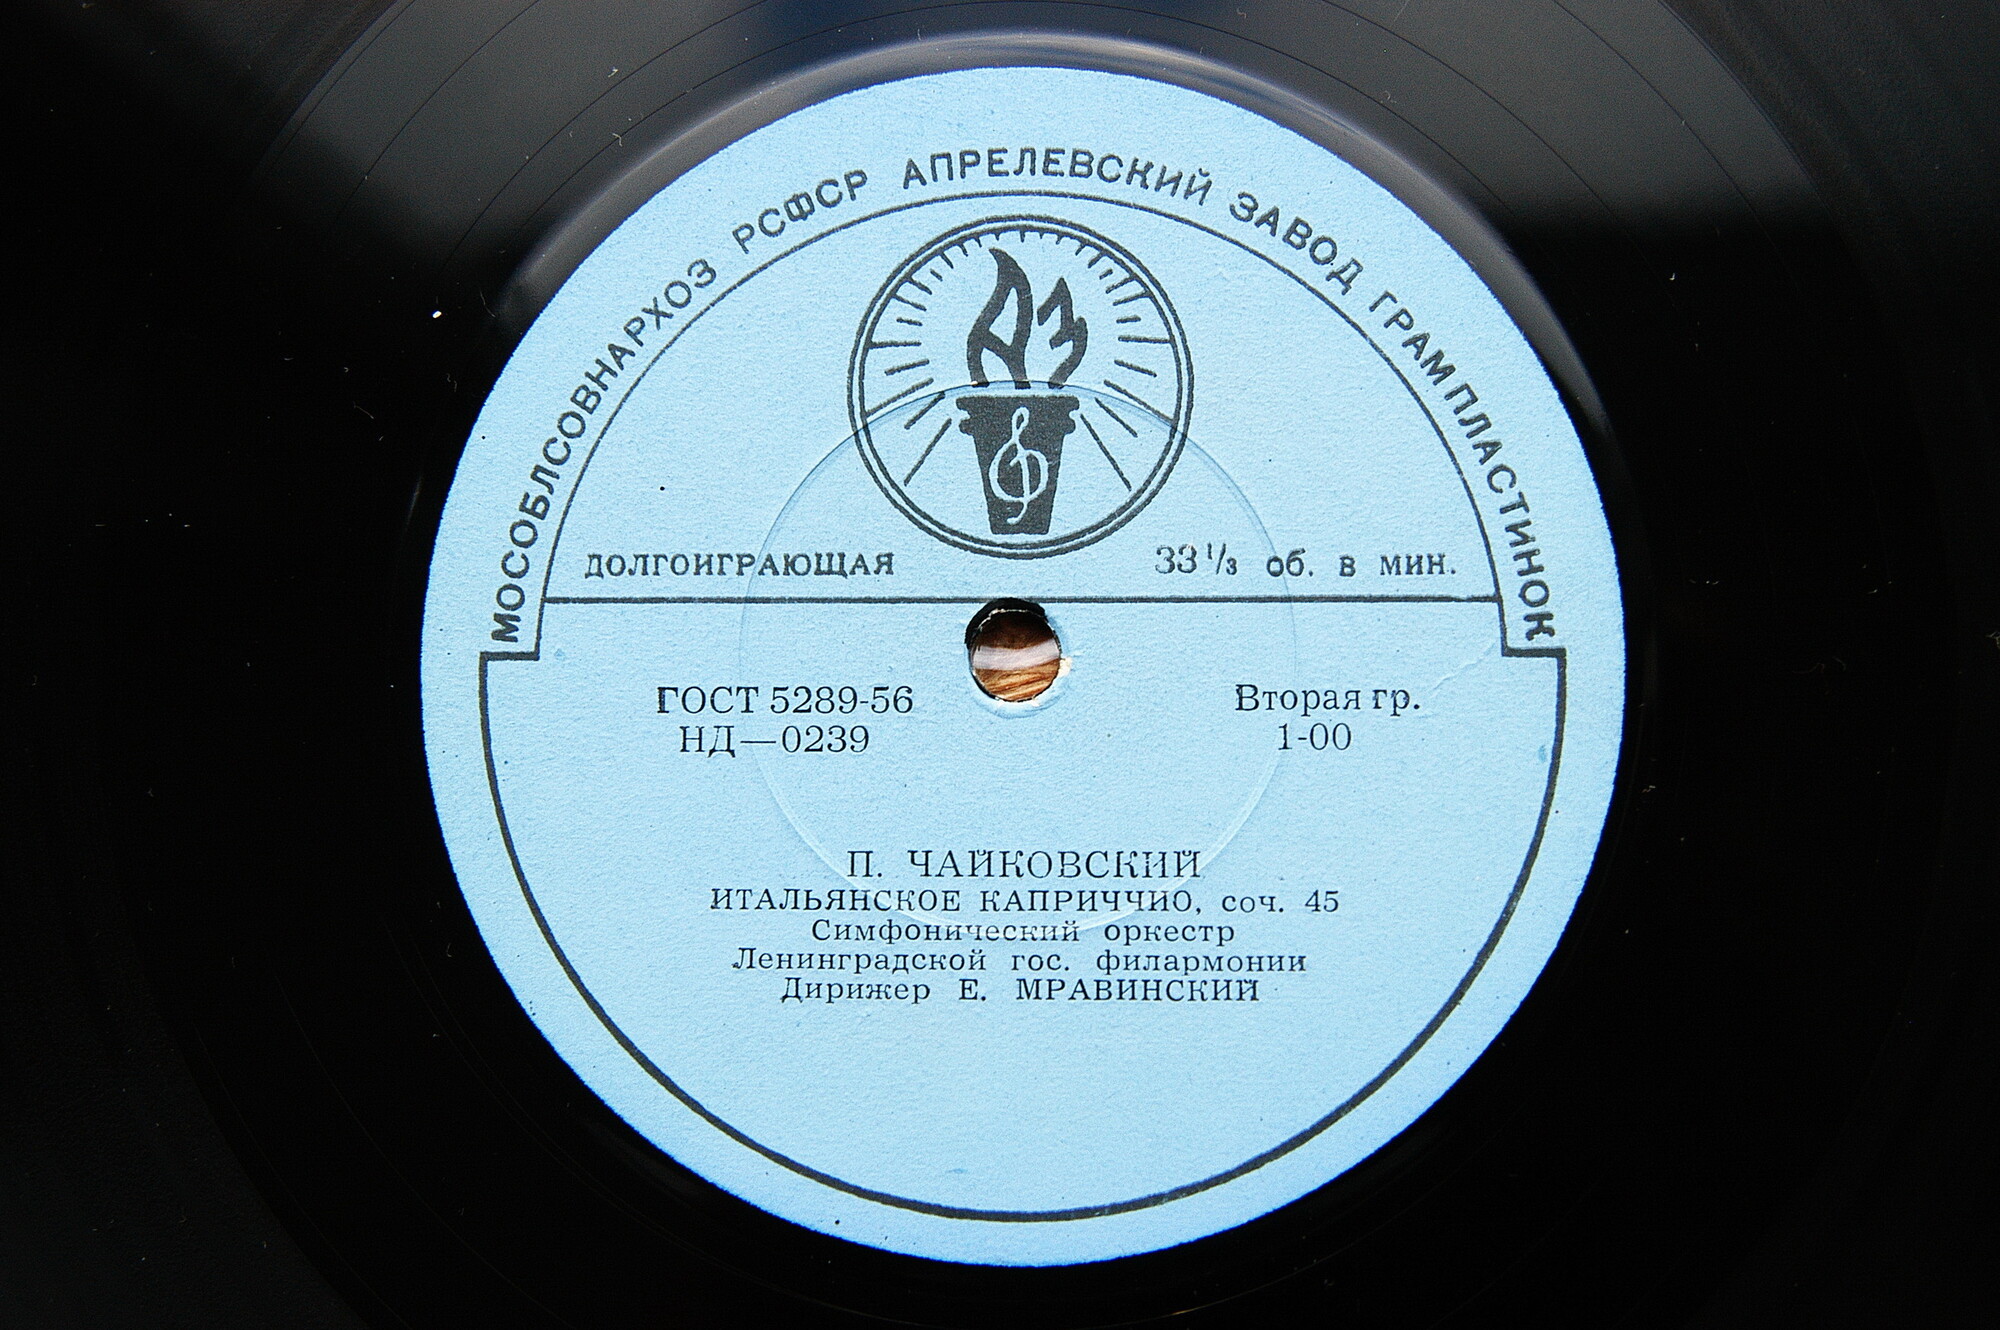 МОСОБЛСОВНАРХОЗ РСФСР АПРЕЛЕВСКИЙ ЗАВОД ГРАМПЛАСТИНОК
АЗ
ДОЛГОИГРАЮЩАЯ 33 1/3 об. в мин.
ГОСТ 5289-56 Вторая гр.
НД—0239 1-00
П. ЧАЙКОВСКИЙ
ИТАЛЬЯНСКОЕ КАПРИЧЧИО, соч. 45
Симфонический оркестр
Ленинградской гос. филармонии
Дирижер Е. МРАВИНСКИЙ